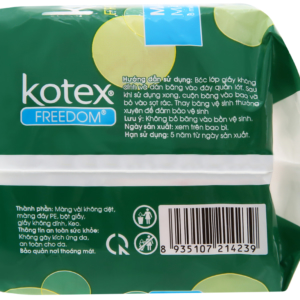 kotex®
FREEDOM®
Hướng dẫn sử dụng: Bóc lớp giấy không
dính và dán băng vào đáy quần lót. Sau
khi sử dụng xong, cuộn băng vào bao và
bỏ vào sọt rác. Thay băng vệ sinh thường
xuyên để đảm bảo vệ sinh.
Lưu ý: Không bỏ băng vào bồn vệ sinh.
Ngày sản xuất: xem trên bao bì.
Hạn sử dụng: 5 năm từ ngày sản xuất.
Thành phần: Màng vải không dệt,
màng đáy PE, bột giấy,
giấy không định, Keo.
Thông tin an toàn sức khỏe:
Không gây kích ứng da,
an toàn cho da.
Bảo quản nơi thoáng mát.
8 935107 214239